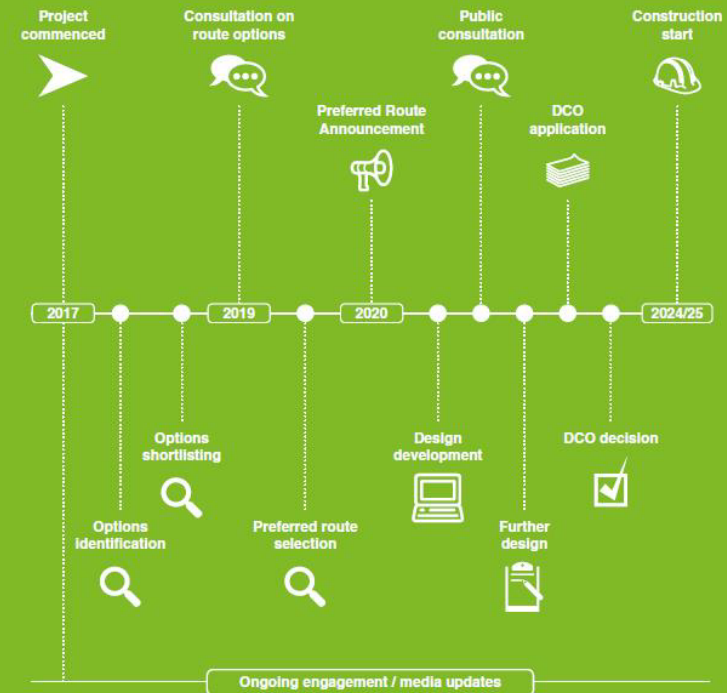 Project
commenced
Consultation on
route options
Public
consultation
Construction
start
Preferred Route
Announcement
DCO
application
2017
2019
2020
2024/25
Options
shortlisting
Design
development
DCO decision
Options
identification
Preferred route
selection
Further
design
Ongoing engagement / media updates